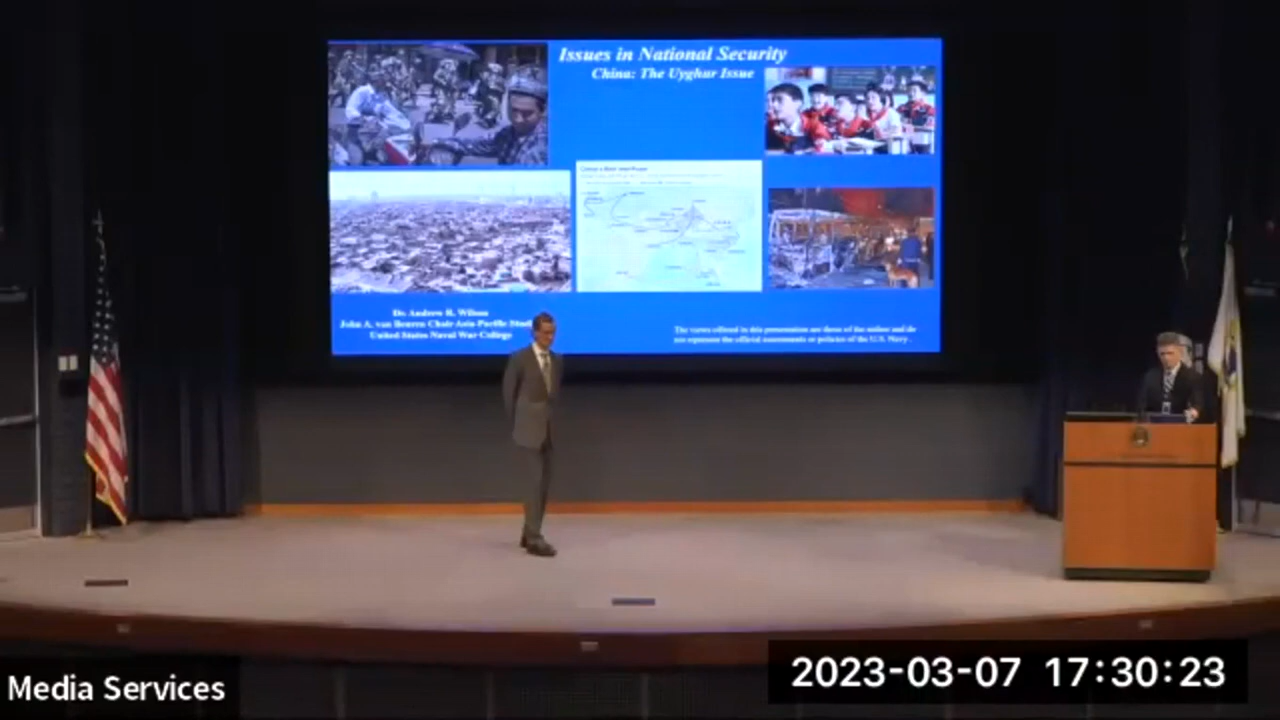 Issues in National Security
China: The Uyghur Issue
Dr. Andrew R. Wilson
John A. van Beuren Chair Asia-Pacific
United States Naval War College
The views offered in this presentation are those of the author and do
not represent the official assessments or policies of the U.S. Navy.
Media Services
2023-03-07 17:30:23